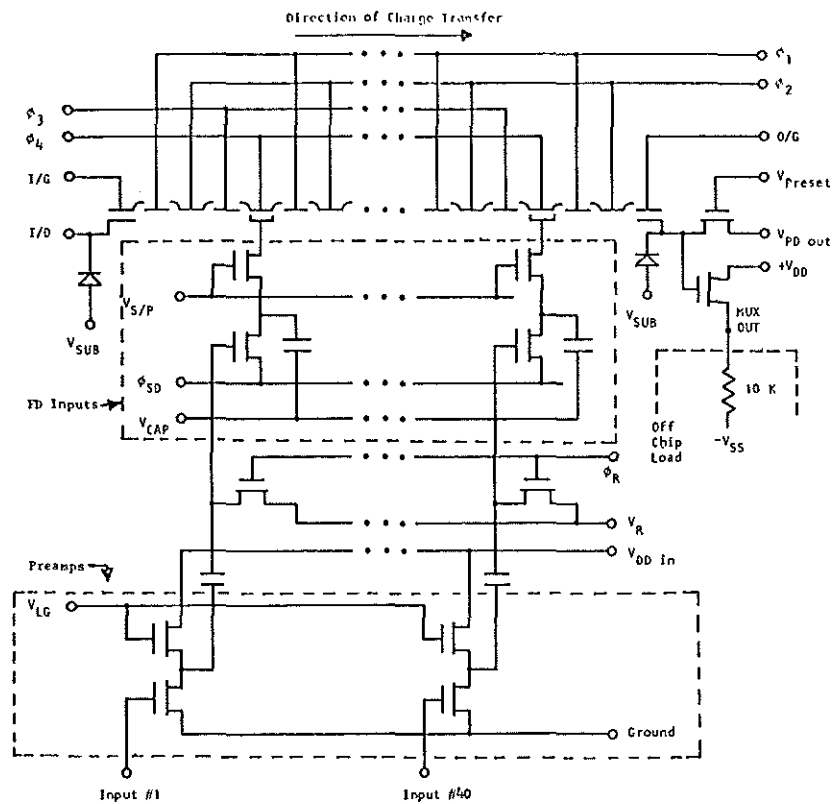 Direction of Charge Transfer
ϕ1
ϕ2
ϕ3
ϕ4
O/G
I/G
Vpreset
I/D
VPD out
+VDD
VS/P
VSUB
VSUB
MUX OUT
ϕSD
10 K
FD Inputs
VCAP
Off Chip Load
-VSS
ϕR
VR
VDD in
Preamps
VLG
Ground
Input #1
Input #40